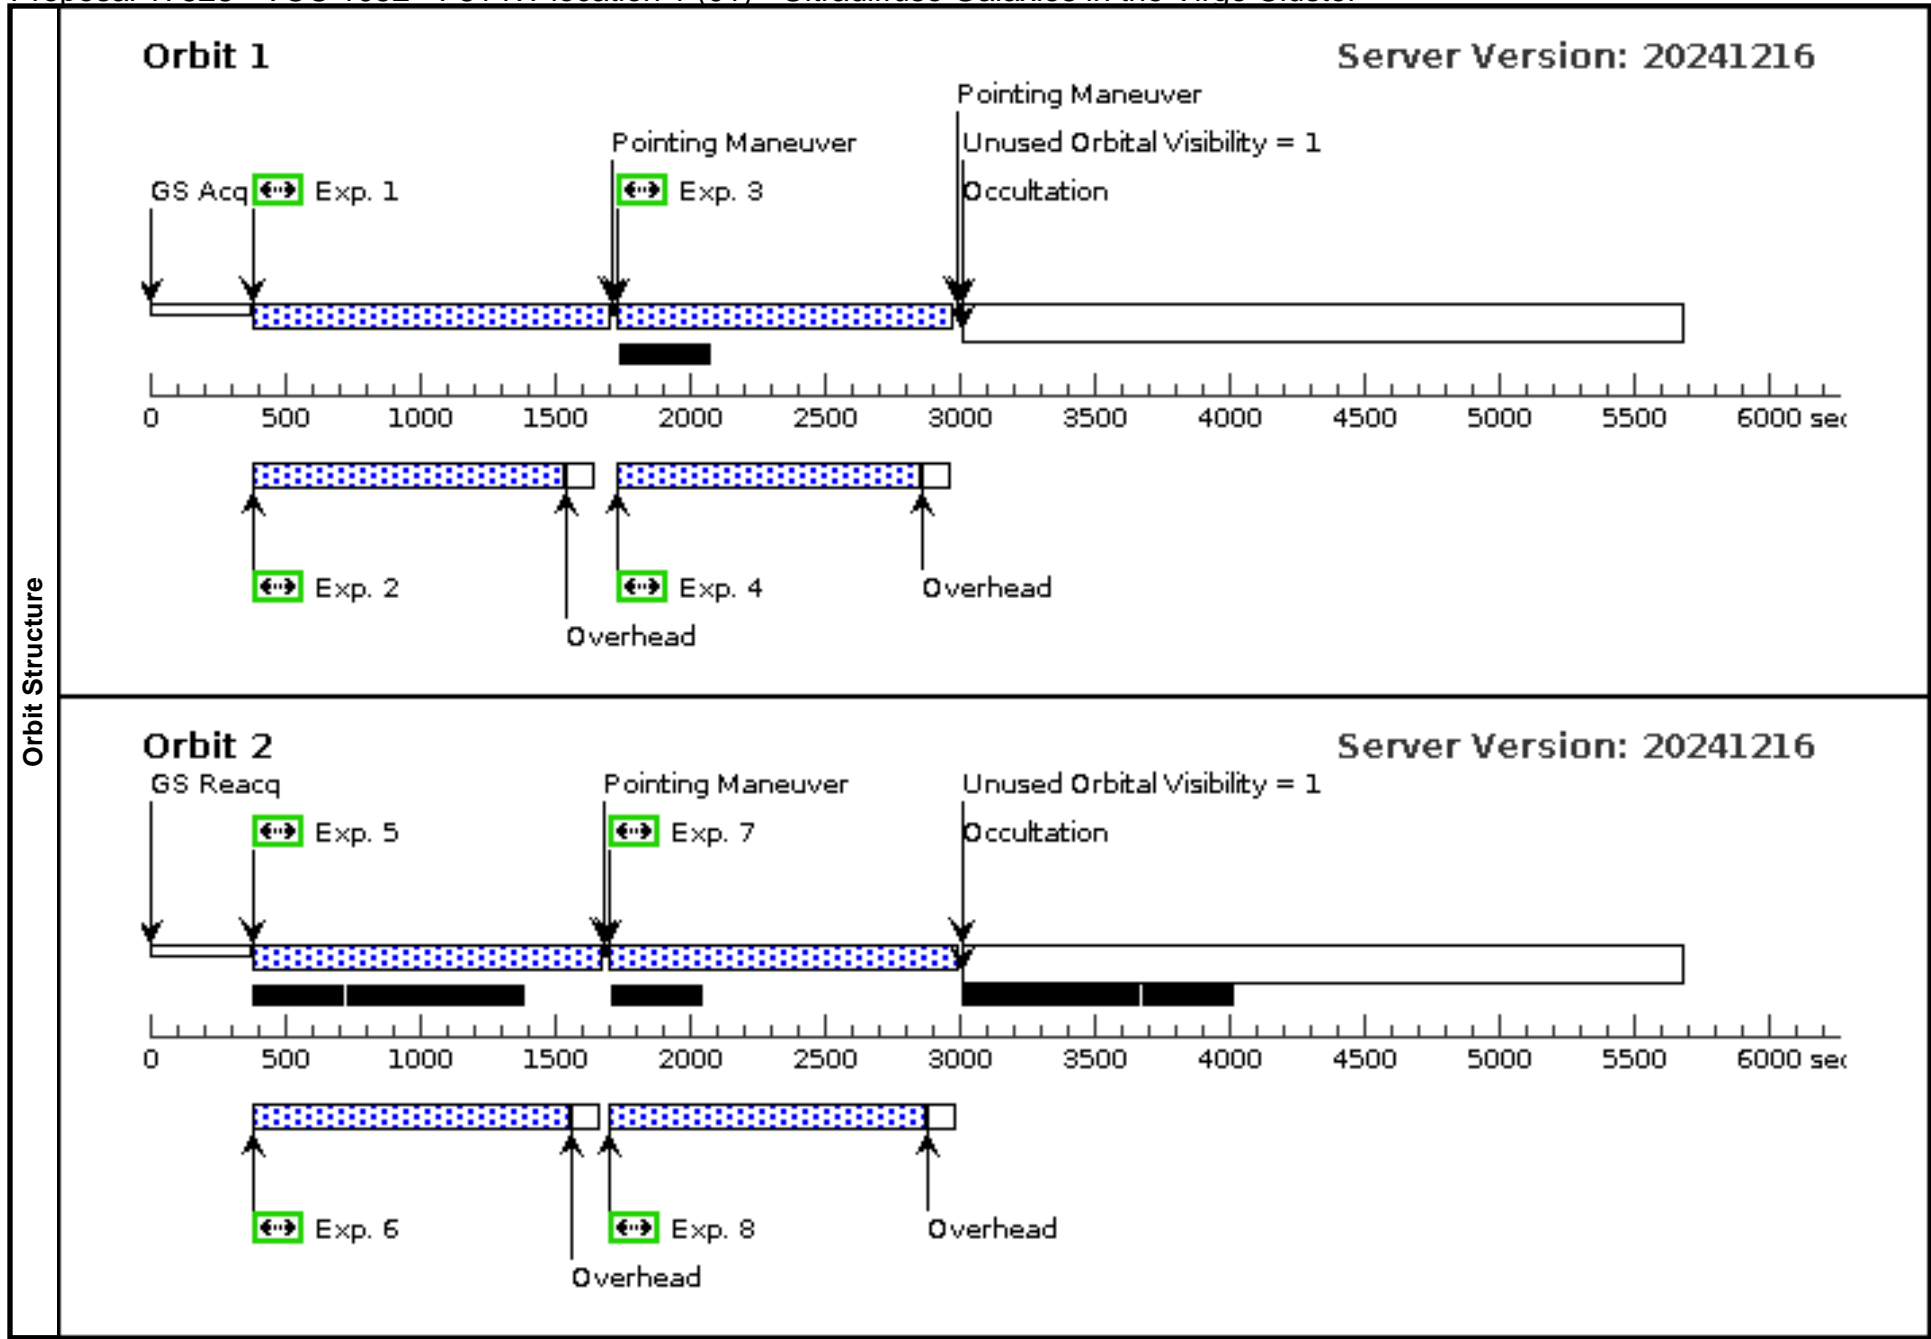 Orbit Structure
Orbit 1
Server Version: 20241216
Pointing Maneuver
Pointing Maneuver
Unused Orbital Visibility = 1
GS Acq
Exp. 1
Exp. 3
Occultation
0 500 1000 1500 2000 2500 3000 3500 4000 4500 5000 5500 6000 sec
Exp. 2
Exp. 4
Overhead
Overhead
Orbit 2
Server Version: 20241216
GS Reacq
Pointing Maneuver
Unused Orbital Visibility = 1
Exp. 5
Exp. 7
Occultation
0 500 1000 1500 2000 2500 3000 3500 4000 4500 5000 5500 6000 sec
Exp. 6
Exp. 8
Overhead
Overhead